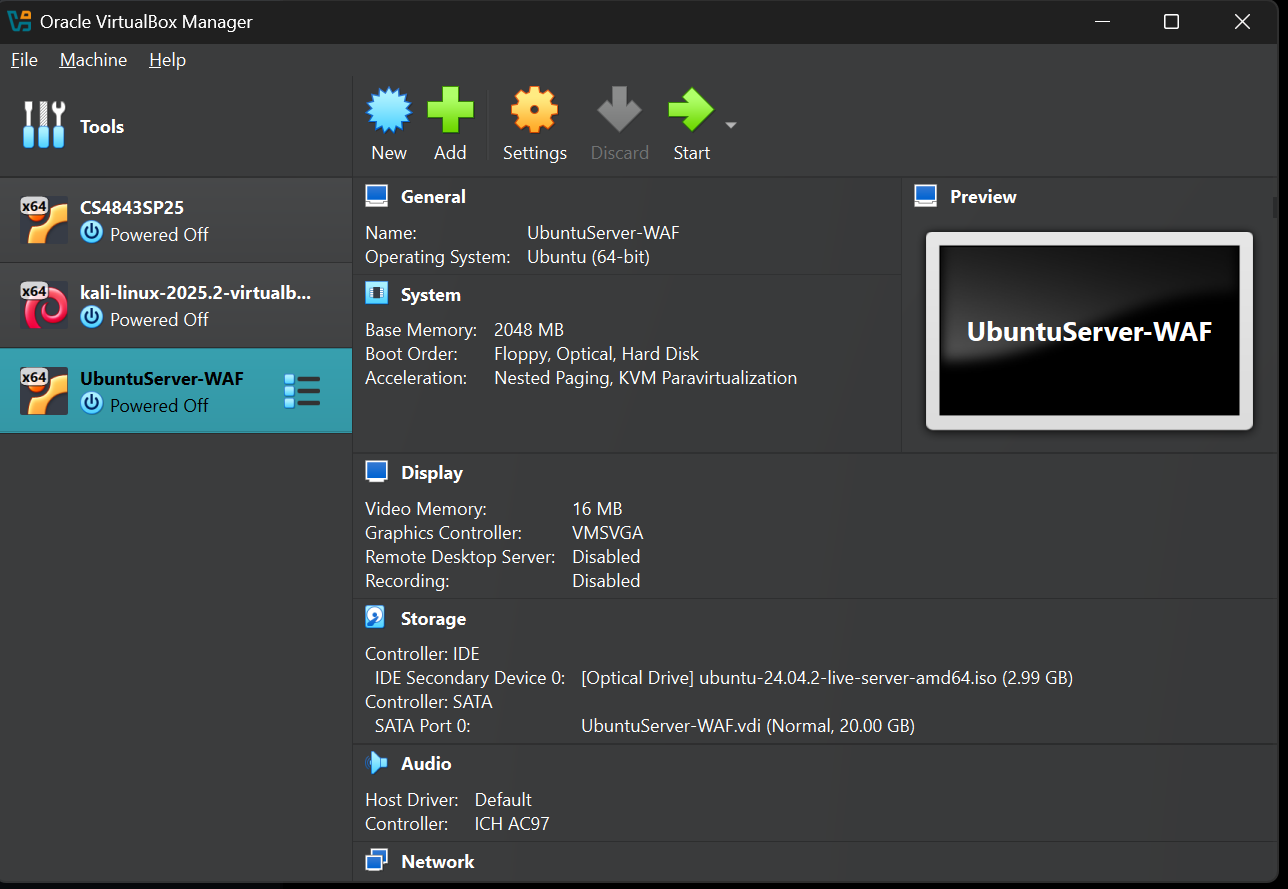 Oracle VirtualBox Manager
File Machine Help
Tools
New Add Settings Discard Start
x64
CS4843SP25
Powered Off
x64
kali-linux-2025.2-virtualb...
Powered Off
x64
UbuntuServer-WAF
Powered Off
General
Name: UbuntuServer-WAF
Operating System: Ubuntu (64-bit)
System
Base Memory: 2048 MB
Boot Order: Floppy, Optical, Hard Disk
Acceleration: Nested Paging, KVM Paravirtualization
Preview
UbuntuServer-WAF
Display
Video Memory: 16 MB
Graphics Controller: VMSVGA
Remote Desktop Server: Disabled
Recording: Disabled
Storage
Controller: IDE
IDE Secondary Device 0: [Optical Drive] ubuntu-24.04.2-live-server-amd64.iso (2.99 GB)
Controller: SATA
SATA Port 0: UbuntuServer-WAF.vdi (Normal, 20.00 GB)
Audio
Host Driver: Default
Controller: ICH AC97
Network